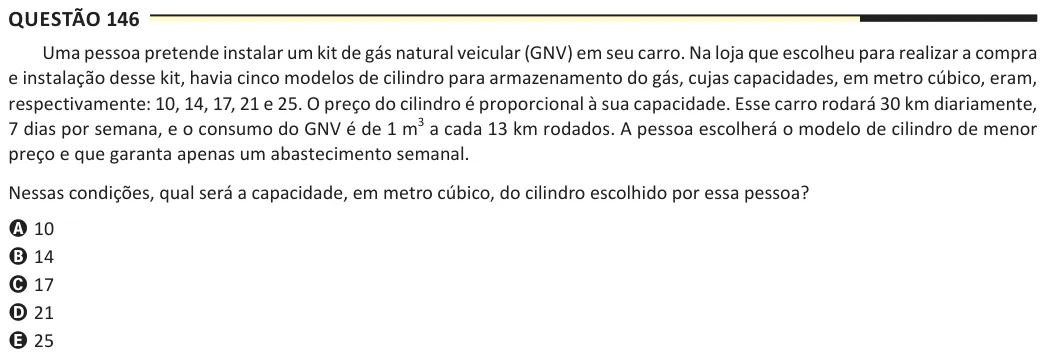 QUESTÃO 146
Uma pessoa pretende instalar um kit de gás natural veicular (GNV) em seu carro. Na loja que escolheu para realizar a compra
e instalação desse kit, havia cinco modelos de cilindro para armazenamento do gás, cujas capacidades, em metro cúbico, eram,
respectivamente: 10, 14, 17, 21 e 25. O preço do cilindro é proporcional à sua capacidade. Esse carro rodará 30 km diariamente,
7 dias por semana, e o consumo do GNV é de 1 m³ a cada 13 km rodados. A pessoa escolherá o modelo de cilindro de menor
preço e que garanta apenas um abastecimento semanal.
Nessas condições, qual será a capacidade, em metro cúbico, do cilindro escolhido por essa pessoa?
A 10
B 14
C 17
D 21
E 25